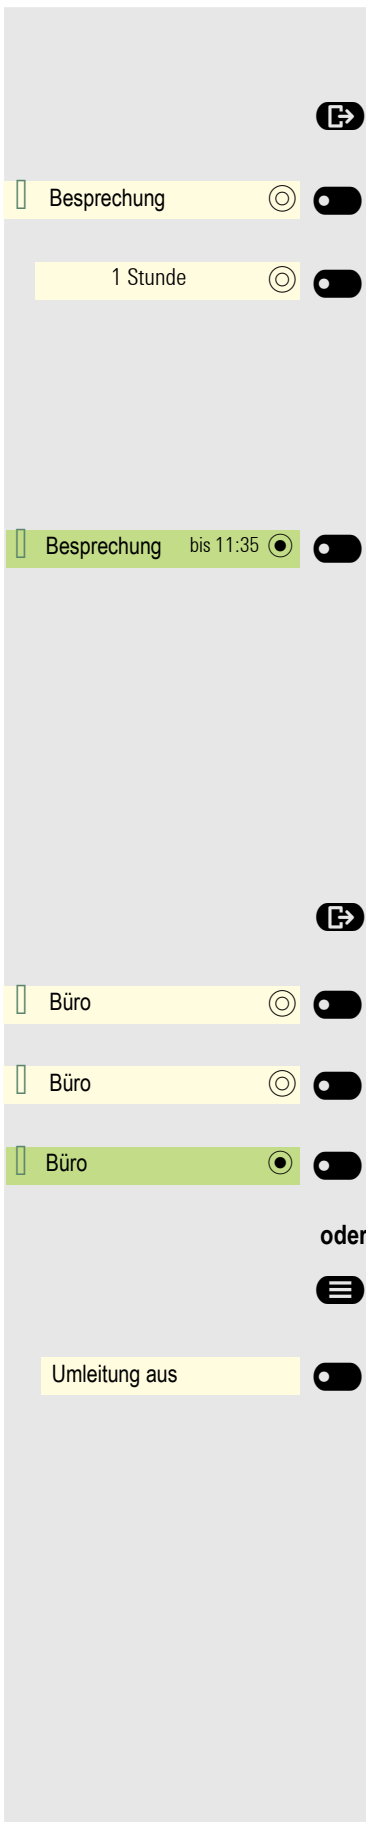 Besprechung
1 Stunde
Besprechung bis 11:35
Büro
Büro
Büro
oder
Umleitung aus